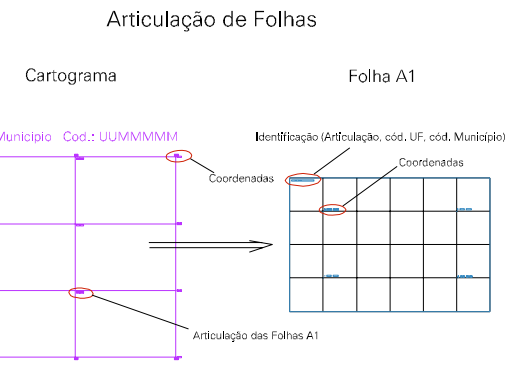 Articulação de Folhas
Cartograma
Folha A1
Município Cod.: UUMMMMM
Identificação (Articulação, cód. UF, cód. Município)
Coordenadas
Coordenadas
Articulação das Folhas A1